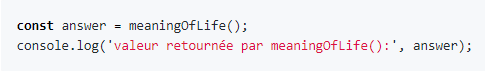 const answer = meaningOfLife();
console.log('valeur retournée par meaningOfLife():', answer);